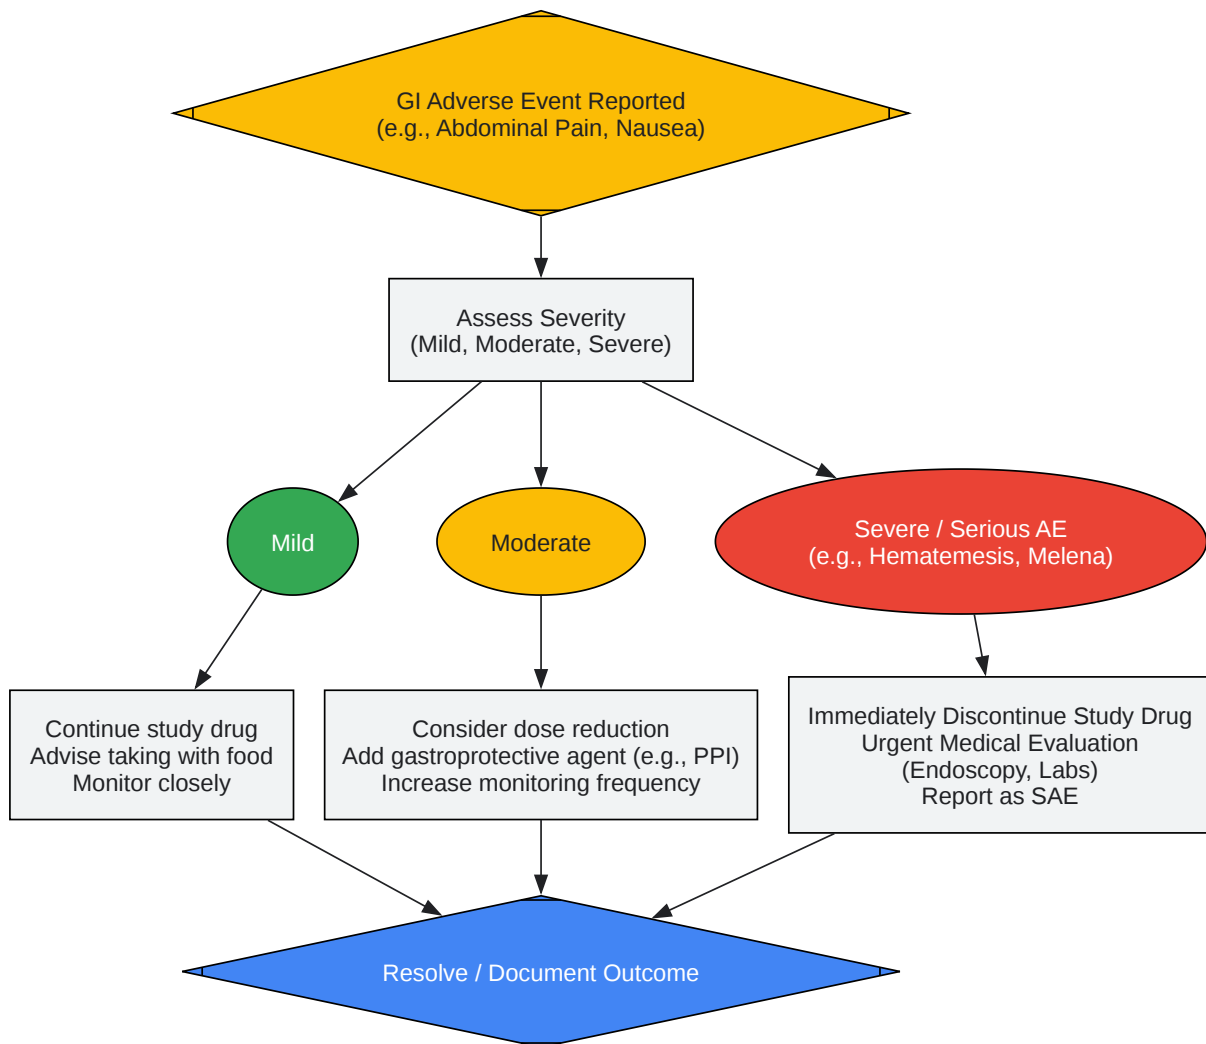 GI Adverse Event Reported
(e.g., Abdominal Pain, Nausea)
Assess Severity
(Mild, Moderate, Severe)
Mild
Moderate
Severe / Serious AE
(e.g., Hematemesis, Melena)
Continue study drug
Advise taking with food
Monitor closely
Consider dose reduction
Add gastroprotective agent (e.g., PPI)
Increase monitoring frequency
Immediately Discontinue Study Drug
Urgent Medical Evaluation
(Endoscopy, Labs)
Report as SAE
Resolve / Document Outcome